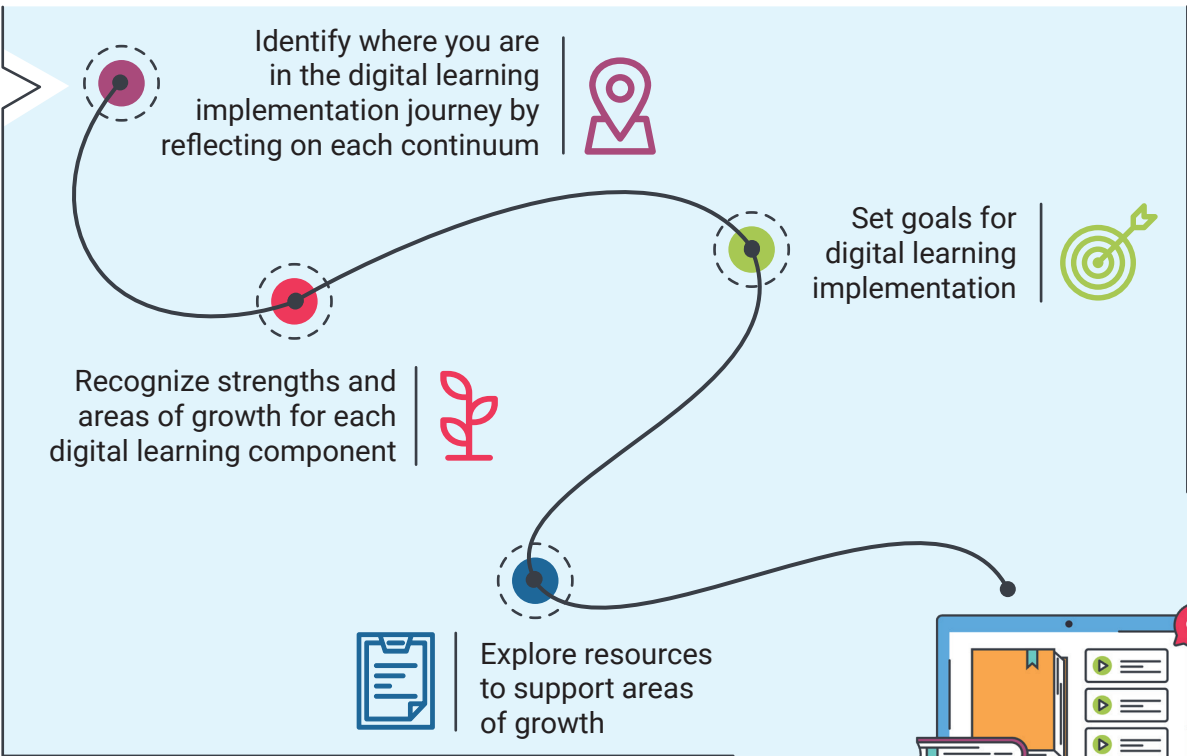 Identify where you are
in the digital learning
implementation journey by
reflecting on each continuum
Recognize strengths and
areas of growth for each
digital learning component
Set goals for
digital learning
implementation
Explore resources
to support areas
of growth